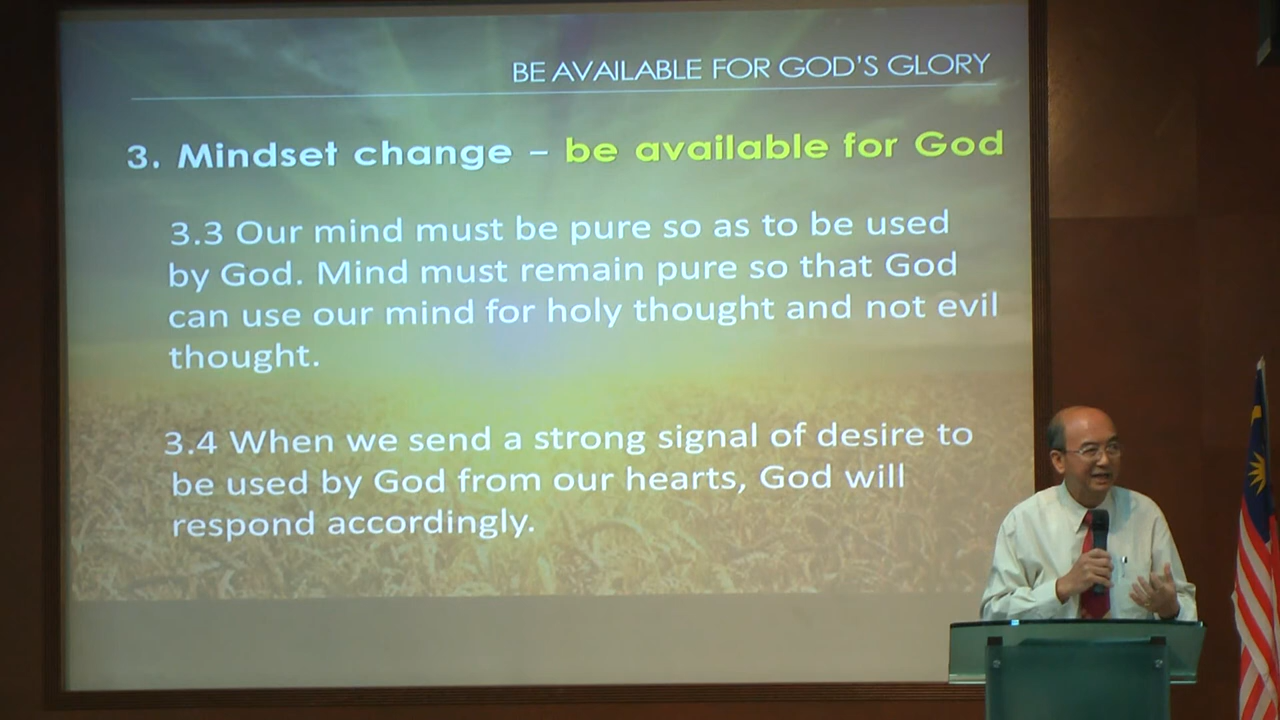 BE AVAILABLE FOR GOD'S GLORY
3. Mindset change – be available for God
3.3 Our mind must be pure so as to be used
by God. Mind must remain pure so that God
can use our mind for holy thought and not evil
thought.
3.4 When we send a strong signal of desire to
be used by God from our hearts, God will
respond accordingly.